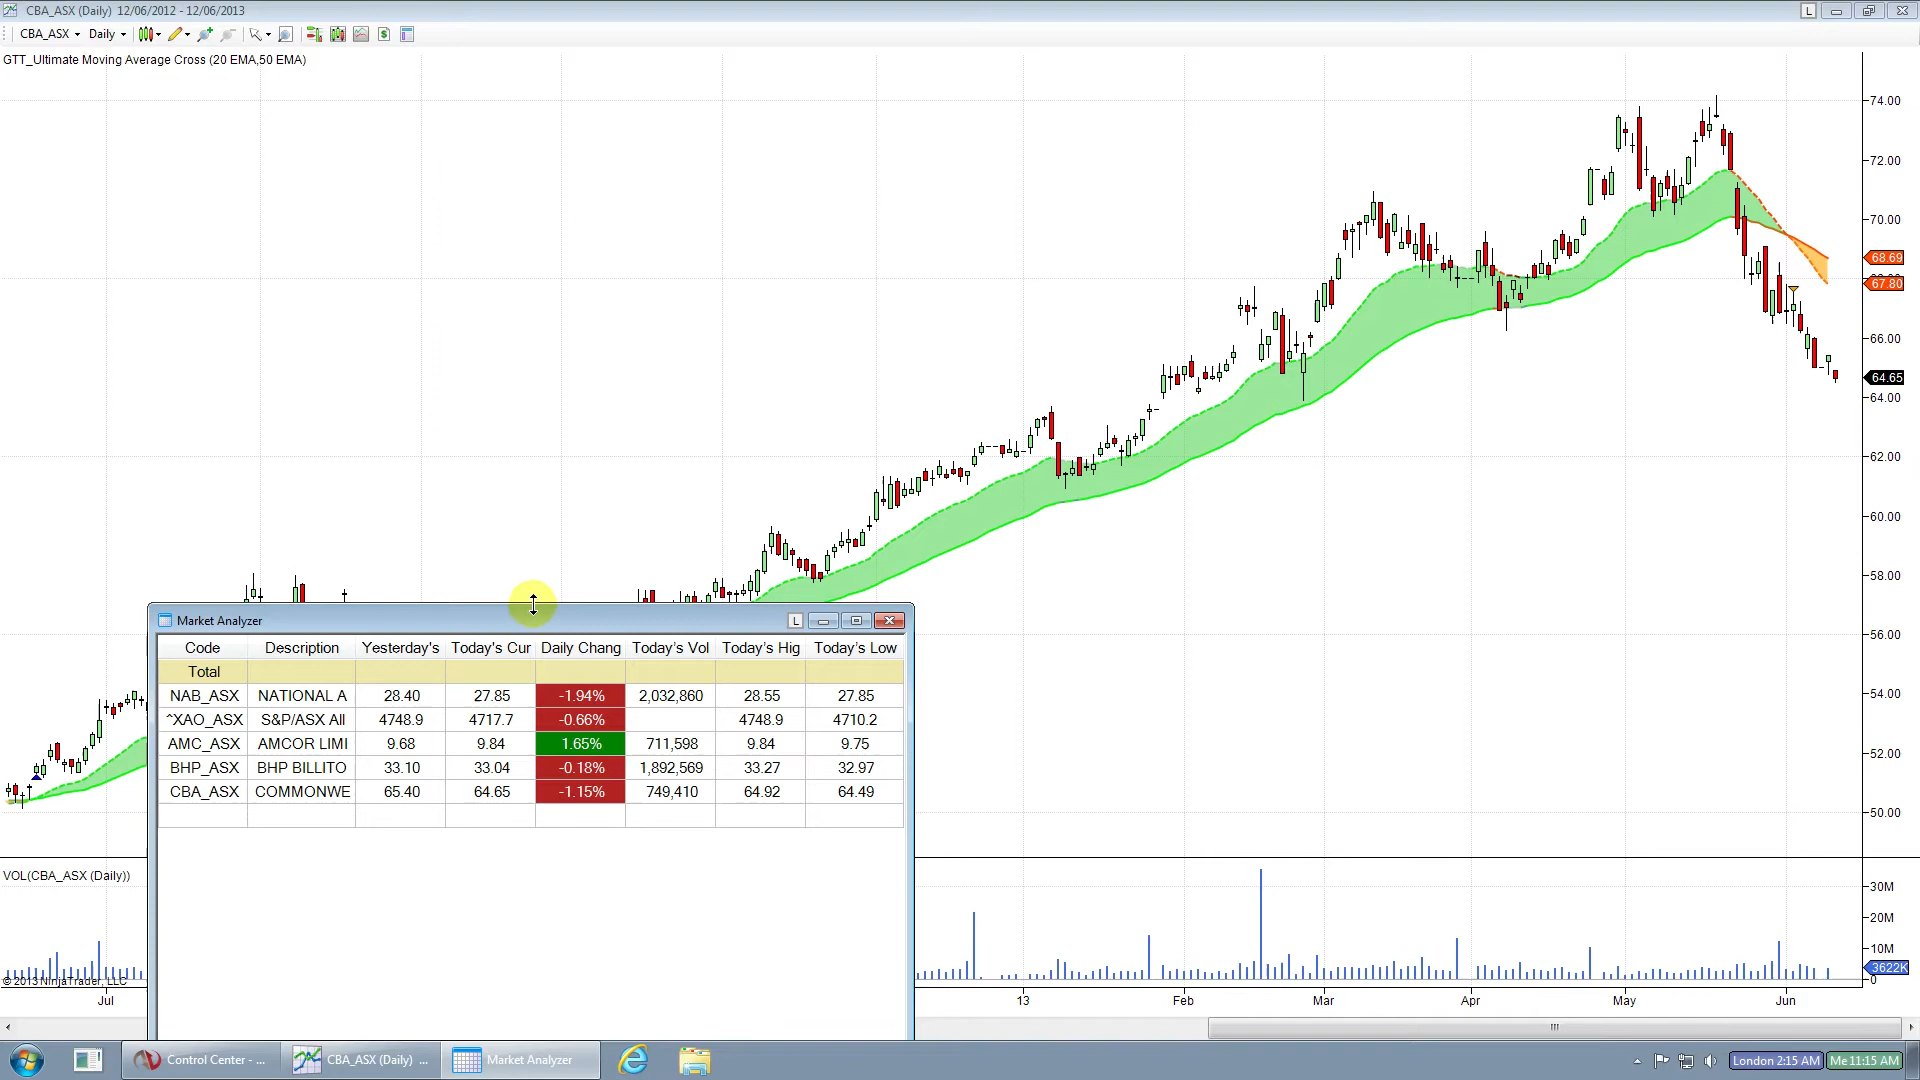 CBA_ASX (Daily)  12/06/2012 - 12/06/2013
L
CBA_ASX Daily
GTT_Ultimate Moving Average Cross (20 EMA,50 EMA)
74.00
72.00
70.00
68.69
67.80
66.00
64.65
64.00
62.00
60.00
58.00
56.00
54.00
52.00
50.00
Market Analyzer L
Code Description Yesterday's Today's Cur Daily Chang Today's Vol Today's Hig Today's Low
Total
NAB_ASX NATIONAL A 28.40 27.85 -1.94% 2,032,860 28.55 27.85
^XAO_ASX S&P/ASX All 4748.9 4717.7 -0.66% 4748.9 4710.2
AMC_ASX AMCOR LIMI 9.68 9.84 1.65% 711,598 9.84 9.75
BHP_ASX BHP BILLITO 33.10 33.04 -0.18% 1,892,569 33.27 32.97
CBA_ASX COMMONWE 65.40 64.65 -1.15% 749,410 64.92 64.49
VOL(CBA_ASX (Daily))
30M
20M
10M
3622K
0
© 2013 NinjaTrader, LLC
Jul 13 Feb Mar Apr May Jun
Control Center - ... CBA_ASX (Daily) ... Market Analyzer London 2:15 AM Me 11:15 AM